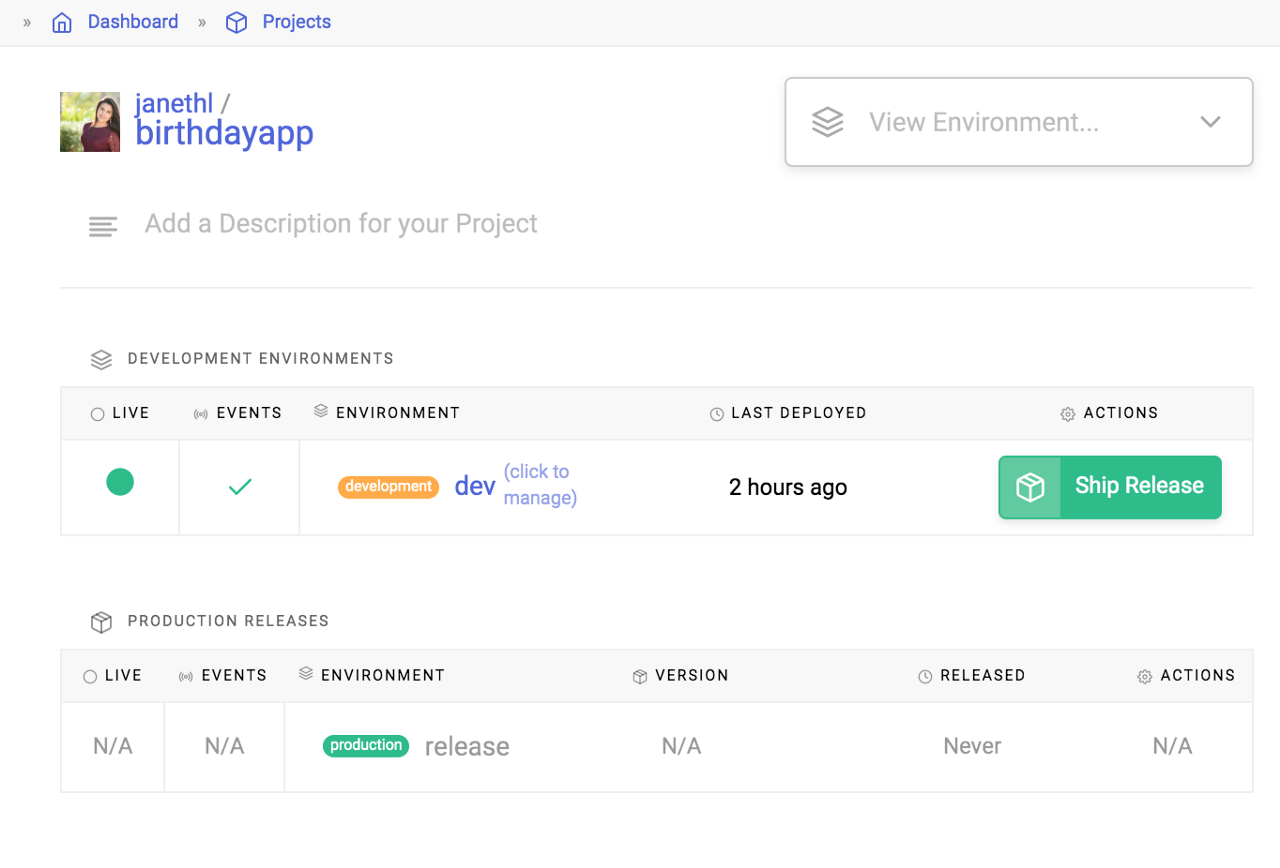 » Dashboard » Projects
janethl /
birthdayapp
View Environment...
Add a Description for your Project
DEVELOPMENT ENVIRONMENTS
LIVE EVENTS ENVIRONMENT LAST DEPLOYED ACTIONS
development dev (click to manage) 2 hours ago Ship Release
PRODUCTION RELEASES
LIVE EVENTS ENVIRONMENT VERSION RELEASED ACTIONS
N/A N/A production release N/A Never N/A